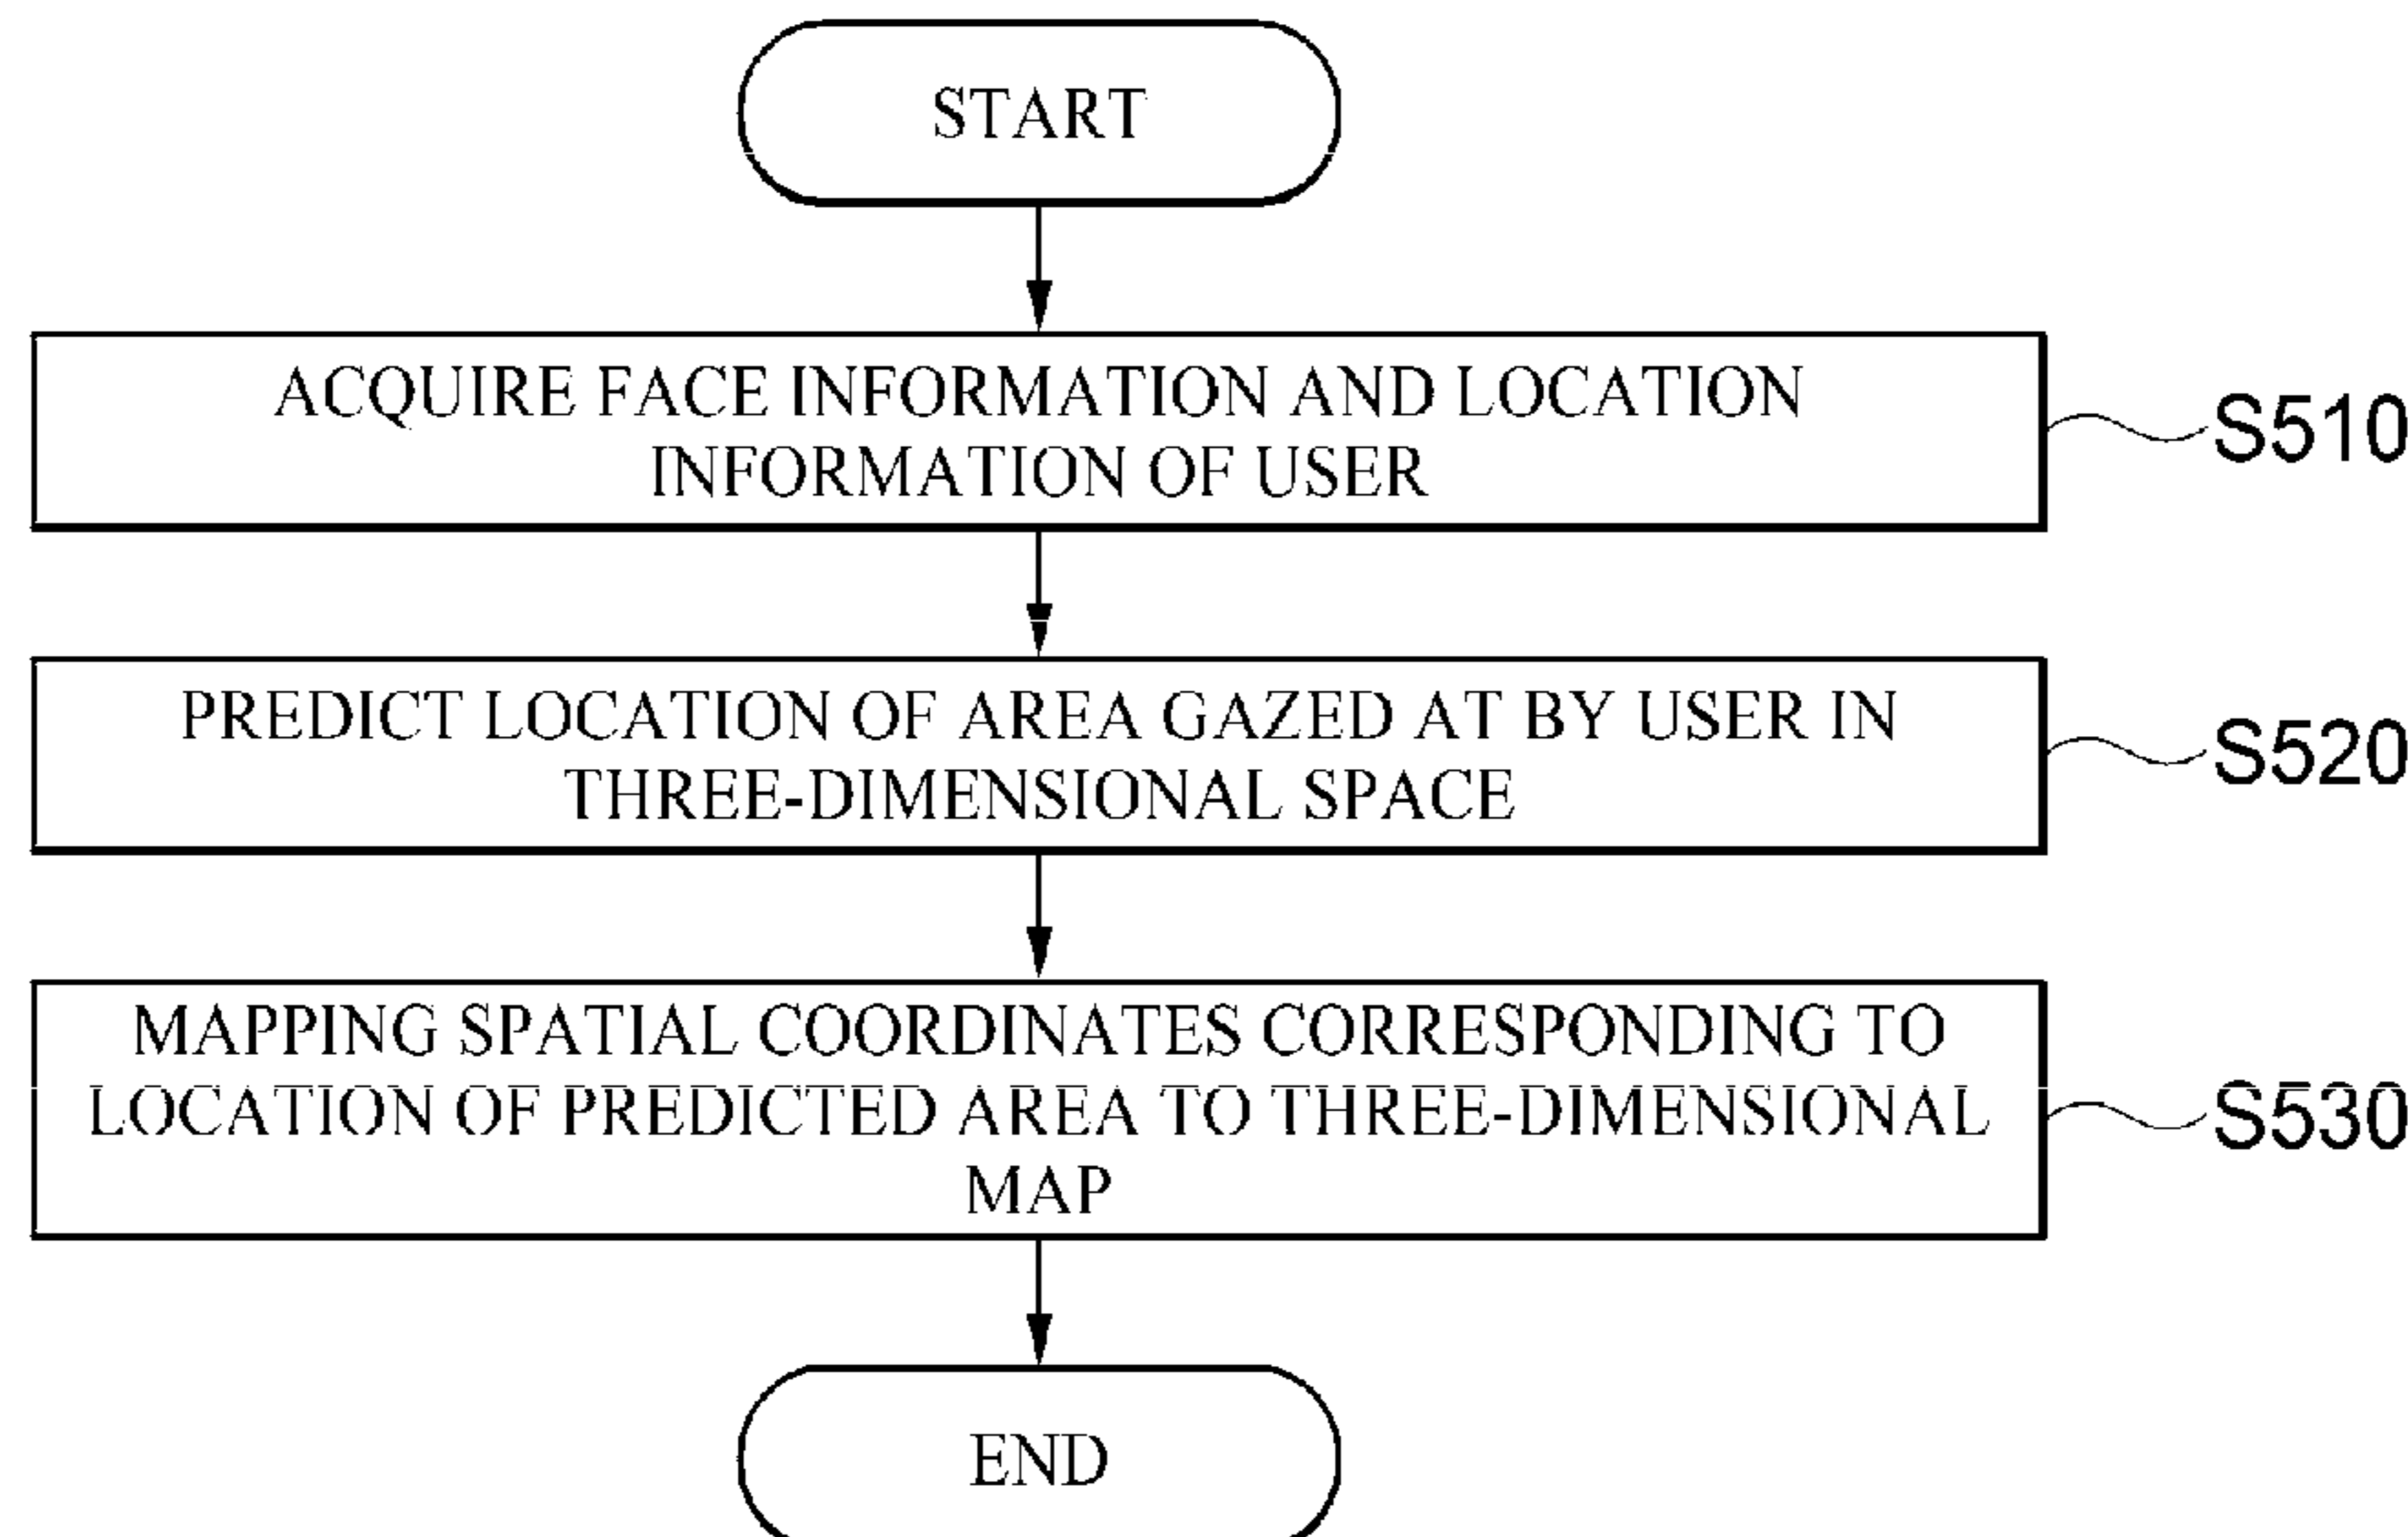 START
ACQUIRE FACE INFORMATION AND LOCATION
INFORMATION OF USER
S510
PREDICT LOCATION OF AREA GAZED AT BY USER IN
THREE-DIMENSIONAL SPACE
S520
MAPPING SPATIAL COORDINATES CORRESPONDING TO
LOCATION OF PREDICTED AREA TO THREE-DIMENSIONAL
MAP
S530
END